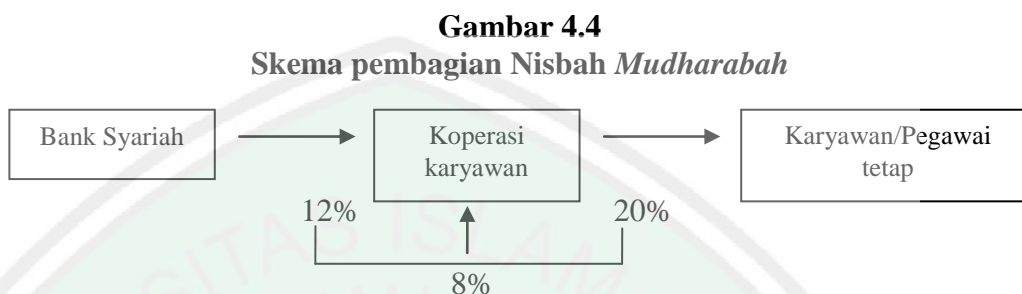 Gambar 4.4
Skema pembagian Nisbah Mudharabah
Bank Syariah
Koperasi
karyawan
Karyawan/Pegawai
tetap
12%
20%
8%